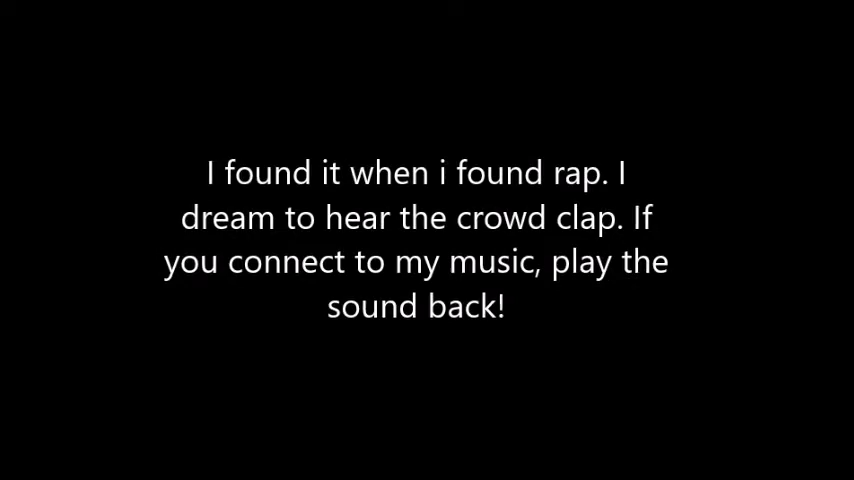 I found it when i found rap. I
dream to hear the crowd clap. If
you connect to my music, play the
sound back!